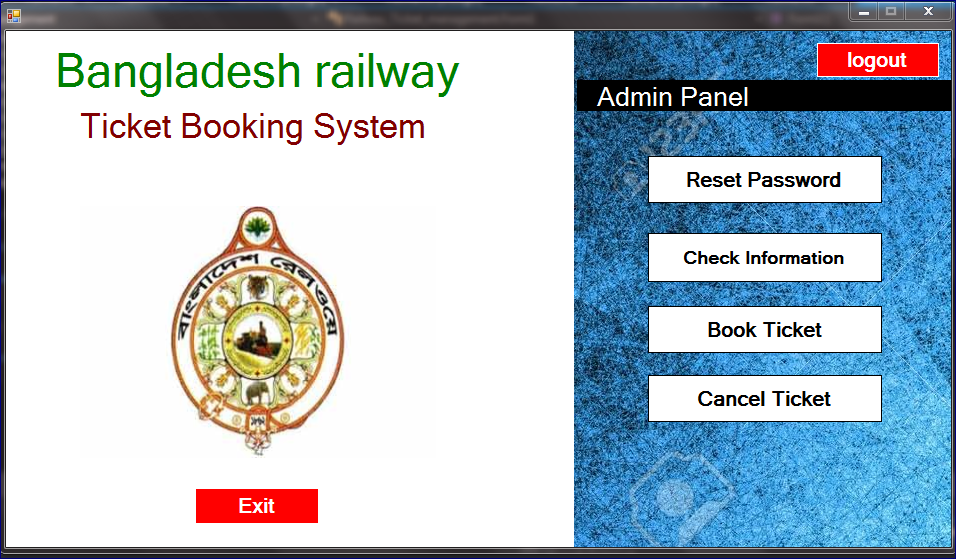 Bangladesh railway
Ticket Booking System
বাংলাদেশ রেলওয়ে
Exit
logout
Admin Panel
Reset Password
Check Information
Book Ticket
Cancel Ticket